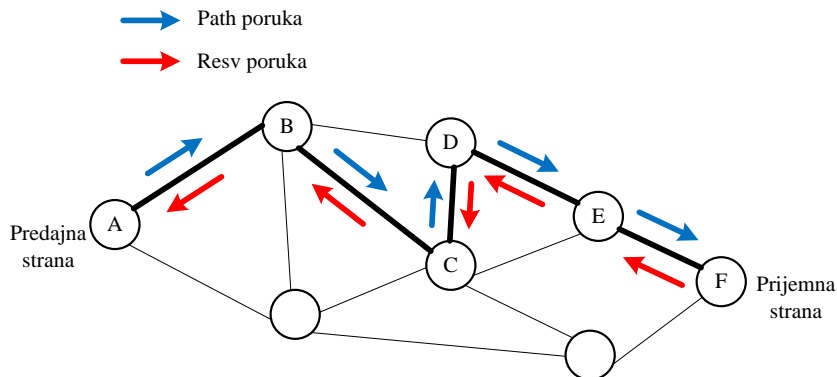 Path poruka
Resv poruka
B
D
A
E
Predajna
strana
C
F
Prijemna
strana